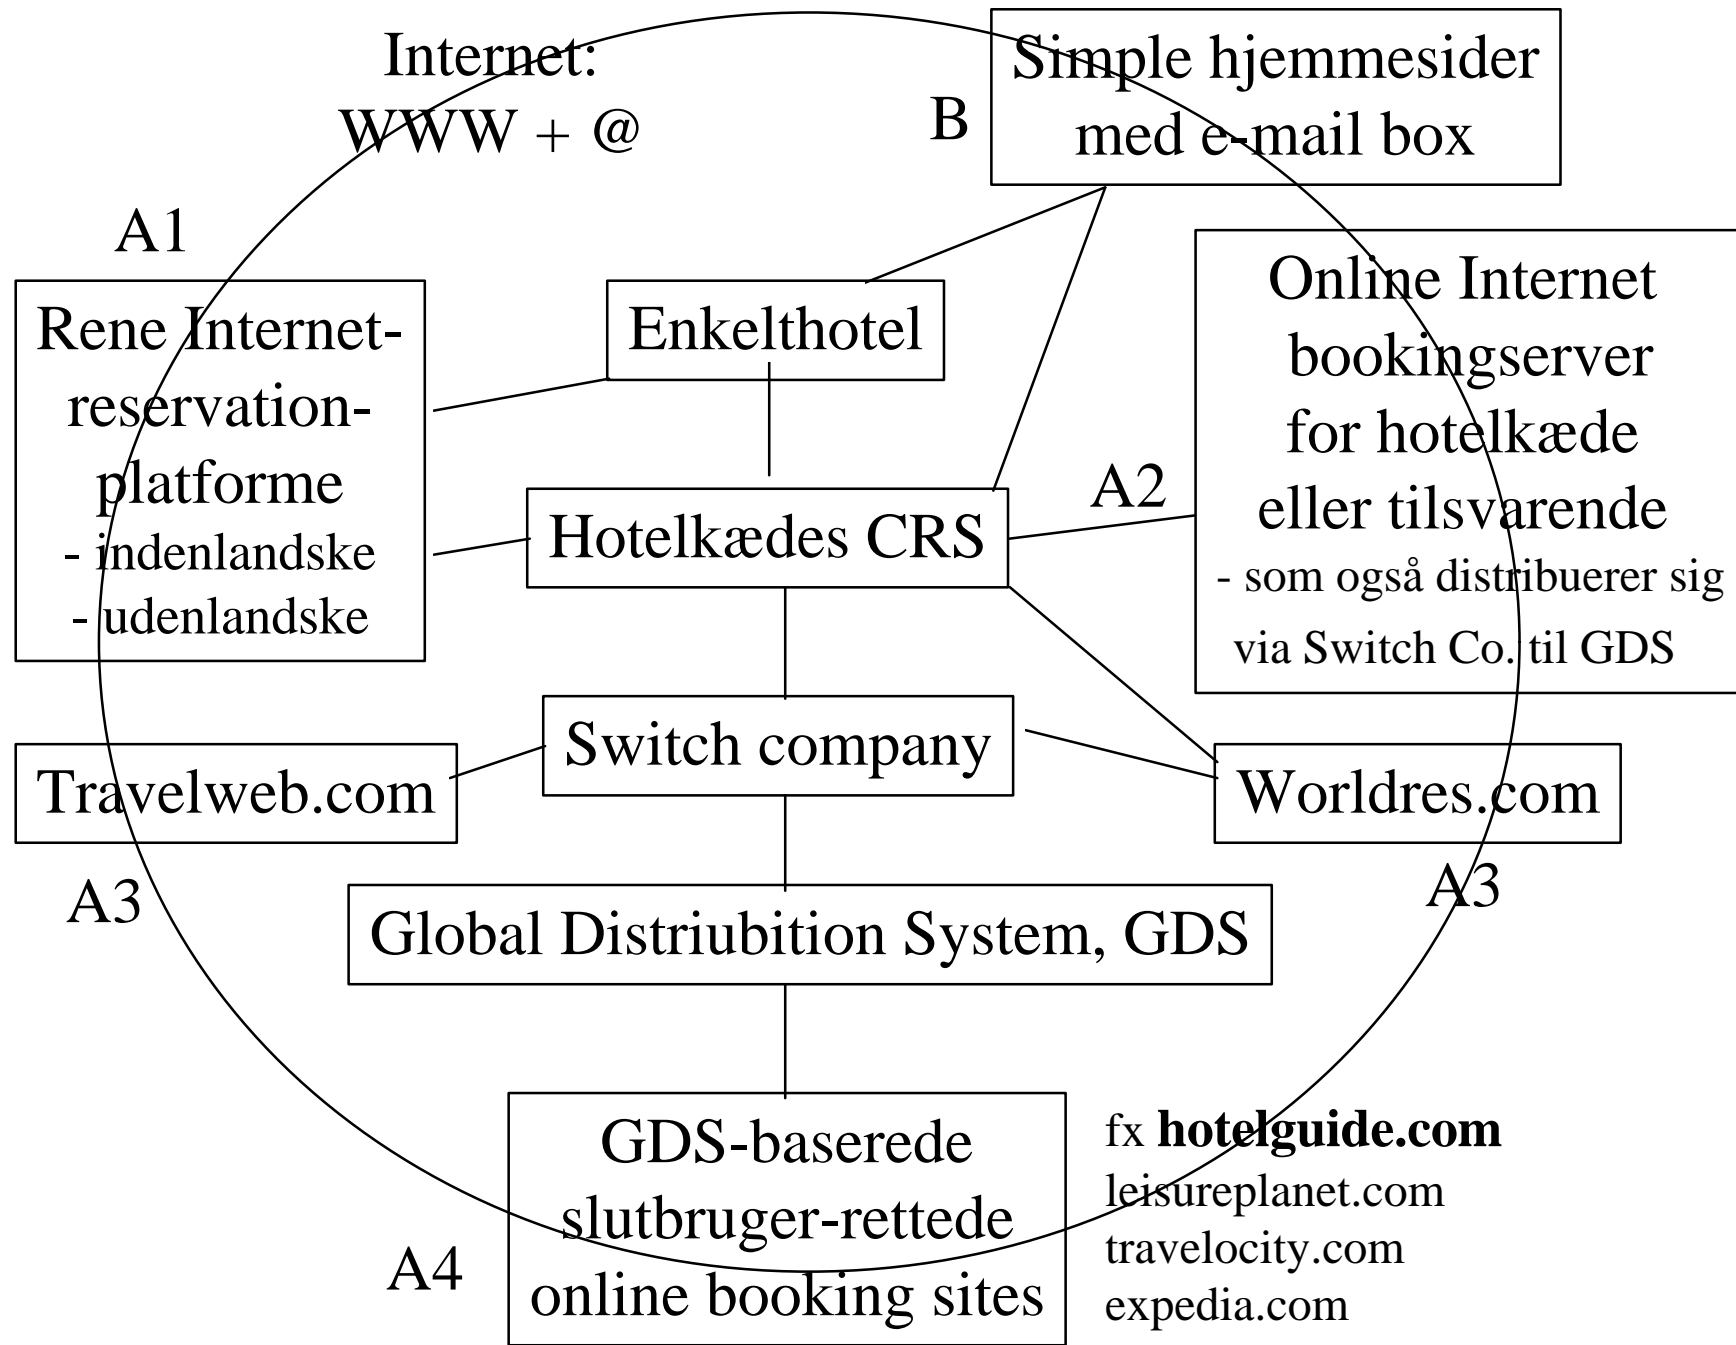 Internet:
WWW + @
B
Simple hjemmesider
med e-mail box
A1
Rene Internet-
reservation-
platforme
- indenlandske
- udenlandske
Enkelthotel
Hotelkædes CRS
A2
Online Internet
bookingserver
for hotelkæde
eller tilsvarende
- som også distribuerer sig
via Switch Co. til GDS
Switch company
Travelweb.com
Worldres.com
A3
A3
Global Distriubition System, GDS
GDS-baserede
slutbruger-rettede
online booking sites
A4
fx hotelguide.com
leisureplanet.com
travelocity.com
expedia.com